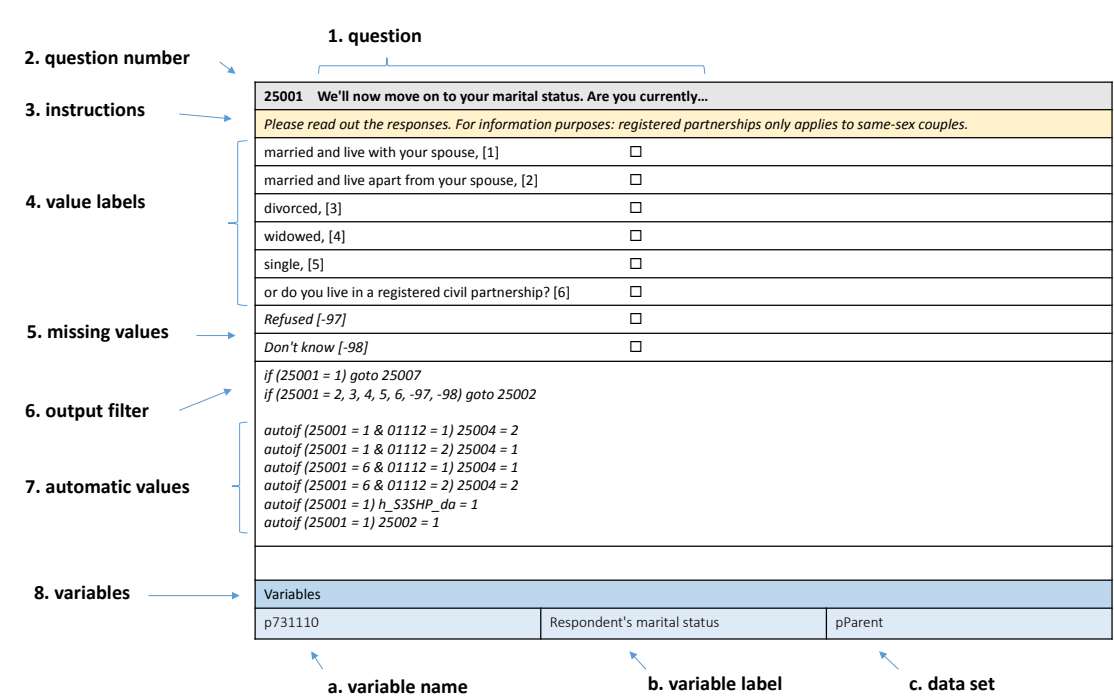 1. question
2. question number
25001 We'll now move on to your marital status. Are you currently…
3. instructions
Please read out the responses. For information purposes: registered partnerships only applies to same-sex couples.
married and live with your spouse, [1]
married and live apart from your spouse, [2]
4. value labels
divorced, [3]
widowed, [4]
single, [5]
or do you live in a registered civil partnership? [6]
5. missing values
Refused [-97]
Don't know [-98]
6. output filter
if (25001 = 1) goto 25007
if (25001 = 2, 3, 4, 5, 6, -97, -98) goto 25002
7. automatic values
autoif (25001 = 1 & 01112 = 1) 25004 = 2
autoif (25001 = 1 & 01112 = 2) 25004 = 1
autoif (25001 = 6 & 01112 = 1) 25004 = 1
autoif (25001 = 6 & 01112 = 2) 25004 = 2
autoif (25001 = 1) h_S3SHP_da = 1
autoif (25001 = 1) 25002 = 1
8. variables
Variables
p731110 Respondent's marital status pParent
a. variable name b. variable label c. data set